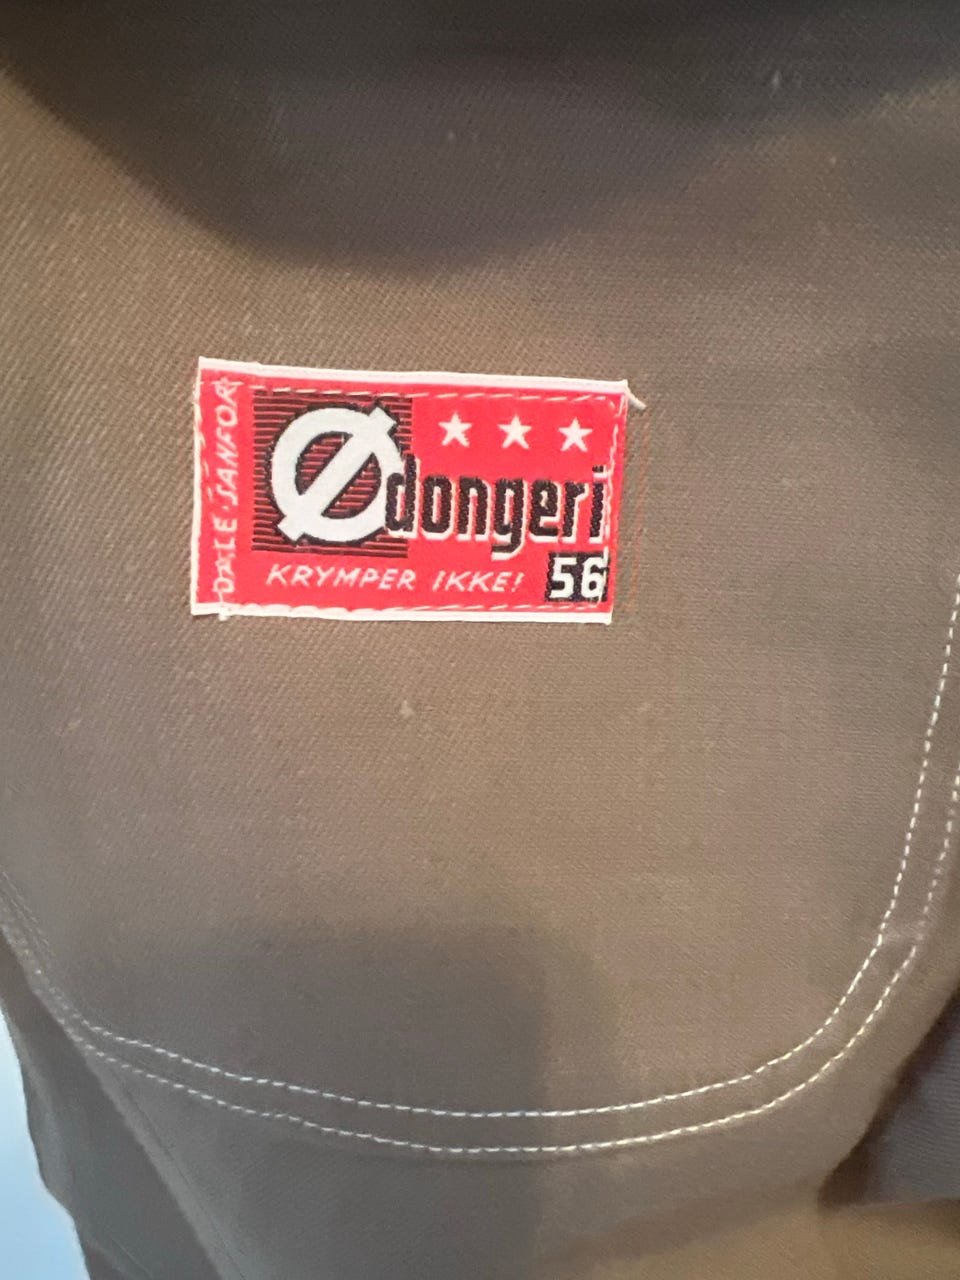 DALE·SANFOR
Ødongeri
KRYMPER IKKE!
56